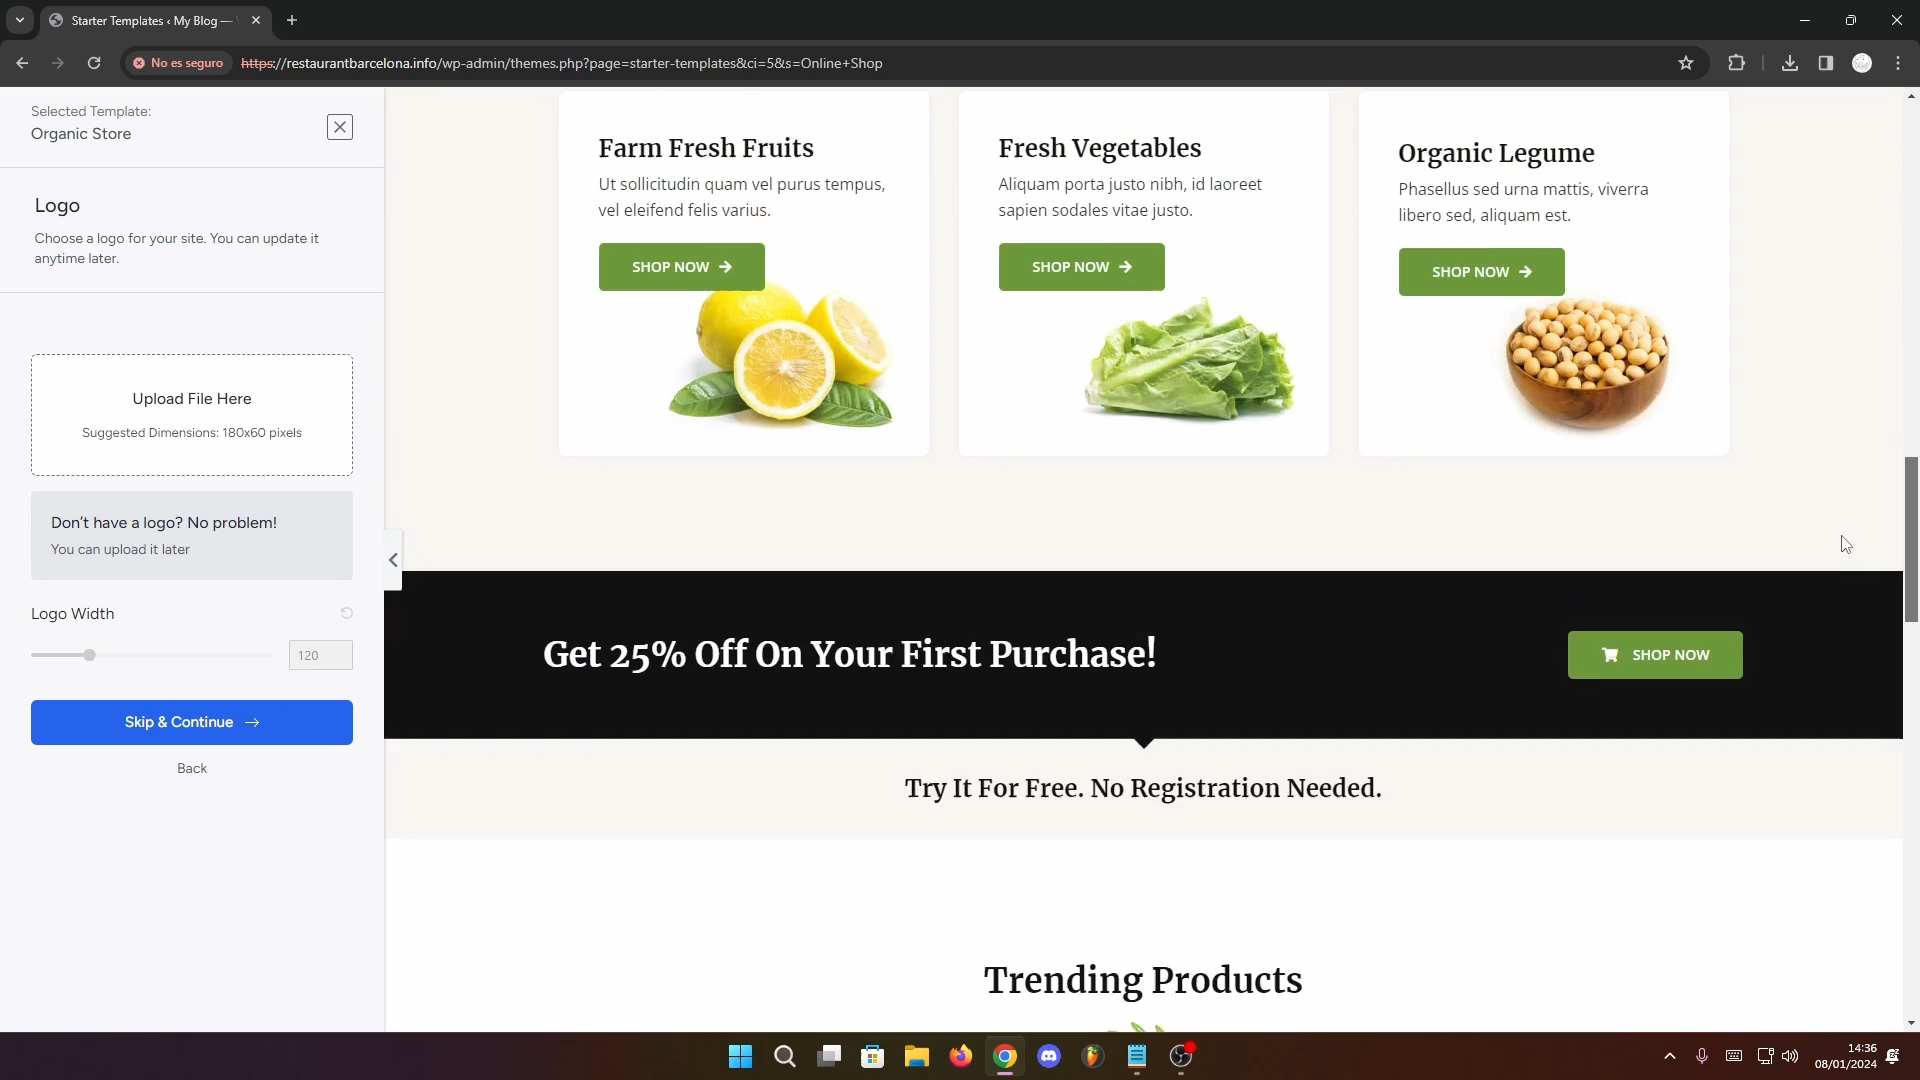 Starter Templates ‹ My Blog —
No es seguro
https://restaurantbarcelona.info/wp-admin/themes.php?page=starter-templates&ci=5&s=Online+Shop
Selected Template:
Organic Store
Logo
Choose a logo for your site. You can update it
anytime later.
Upload File Here
Suggested Dimensions: 180x60 pixels
Don't have a logo? No problem!
You can upload it later
Logo Width
120
Skip & Continue →
Back
Farm Fresh Fruits
Ut sollicitudin quam vel purus tempus,
vel eleifend felis varius.
SHOP NOW →
Fresh Vegetables
Aliquam porta justo nibh, id laoreet
sapien sodales vitae justo.
SHOP NOW →
Organic Legume
Phasellus sed urna mattis, viverra
libero sed, aliquam est.
SHOP NOW →
Get 25% Off On Your First Purchase!
SHOP NOW
Try It For Free. No Registration Needed.
Trending Products
14:36
08/01/2024